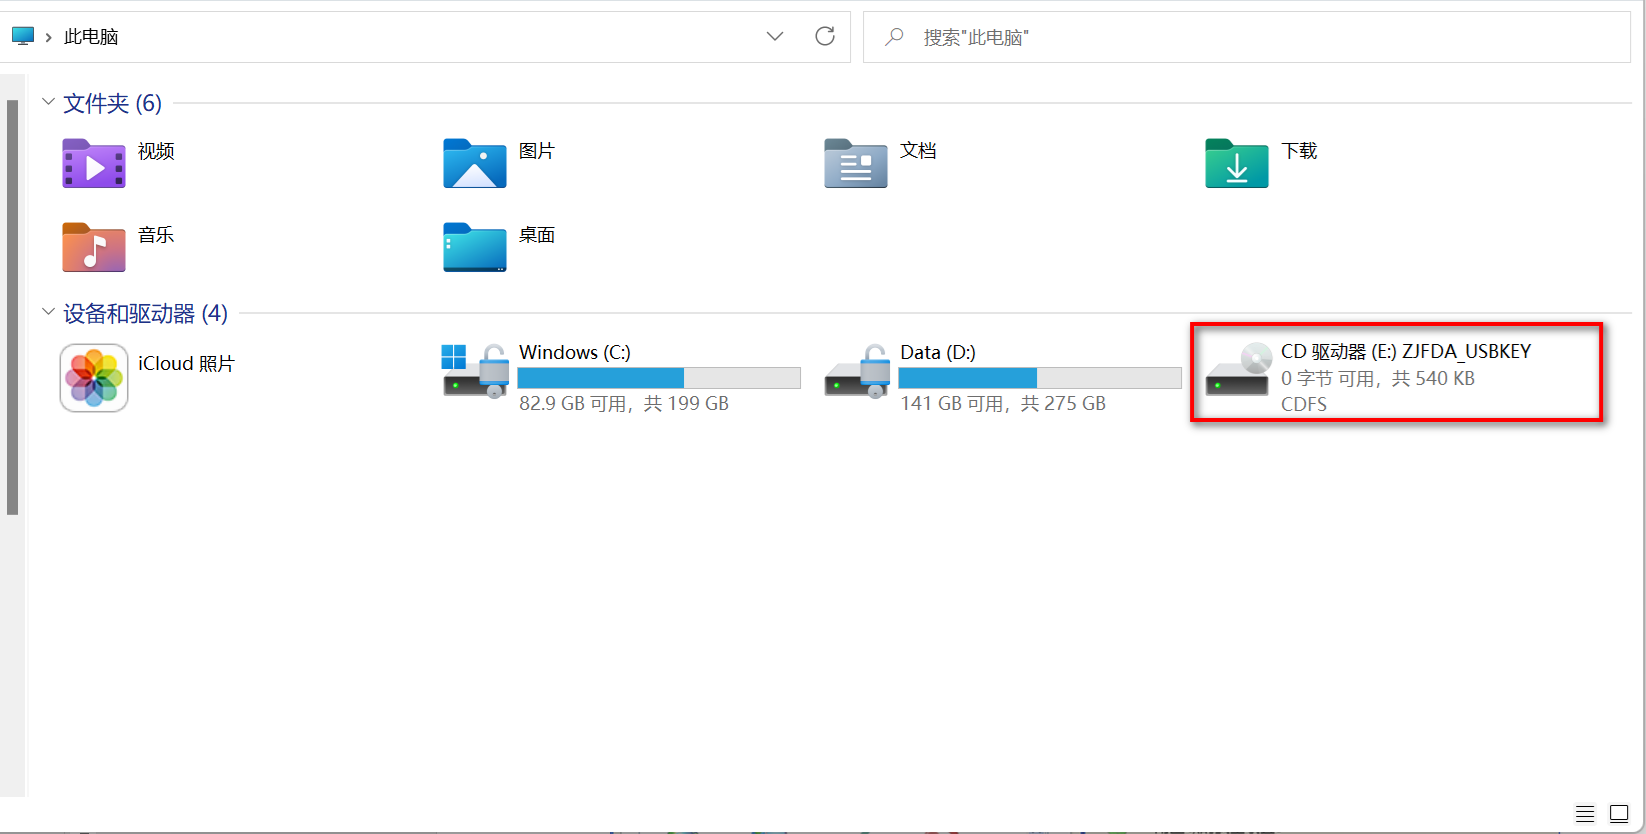 此电脑
搜索"此电脑"
文件夹 (6)
视频
图片
文档
下载
音乐
桌面
设备和驱动器 (4)
iCloud 照片
Windows (C:)
82.9 GB 可用，共 199 GB
Data (D:)
141 GB 可用，共 275 GB
CD 驱动器 (E:) ZJFDA_USBKEY
0 字节 可用，共 540 KB
CDFS